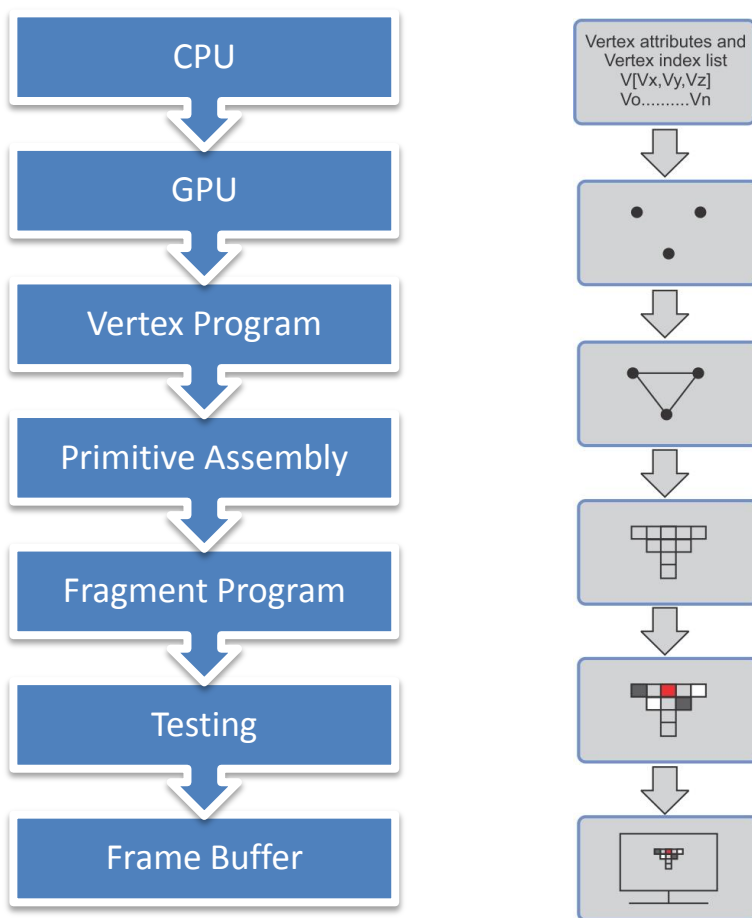 CPU
GPU
Vertex Program
Primitive Assembly
Fragment Program
Testing
Frame Buffer
Vertex attributes and
Vertex index list
V[Vx,Vy,Vz]
Vo..........Vn